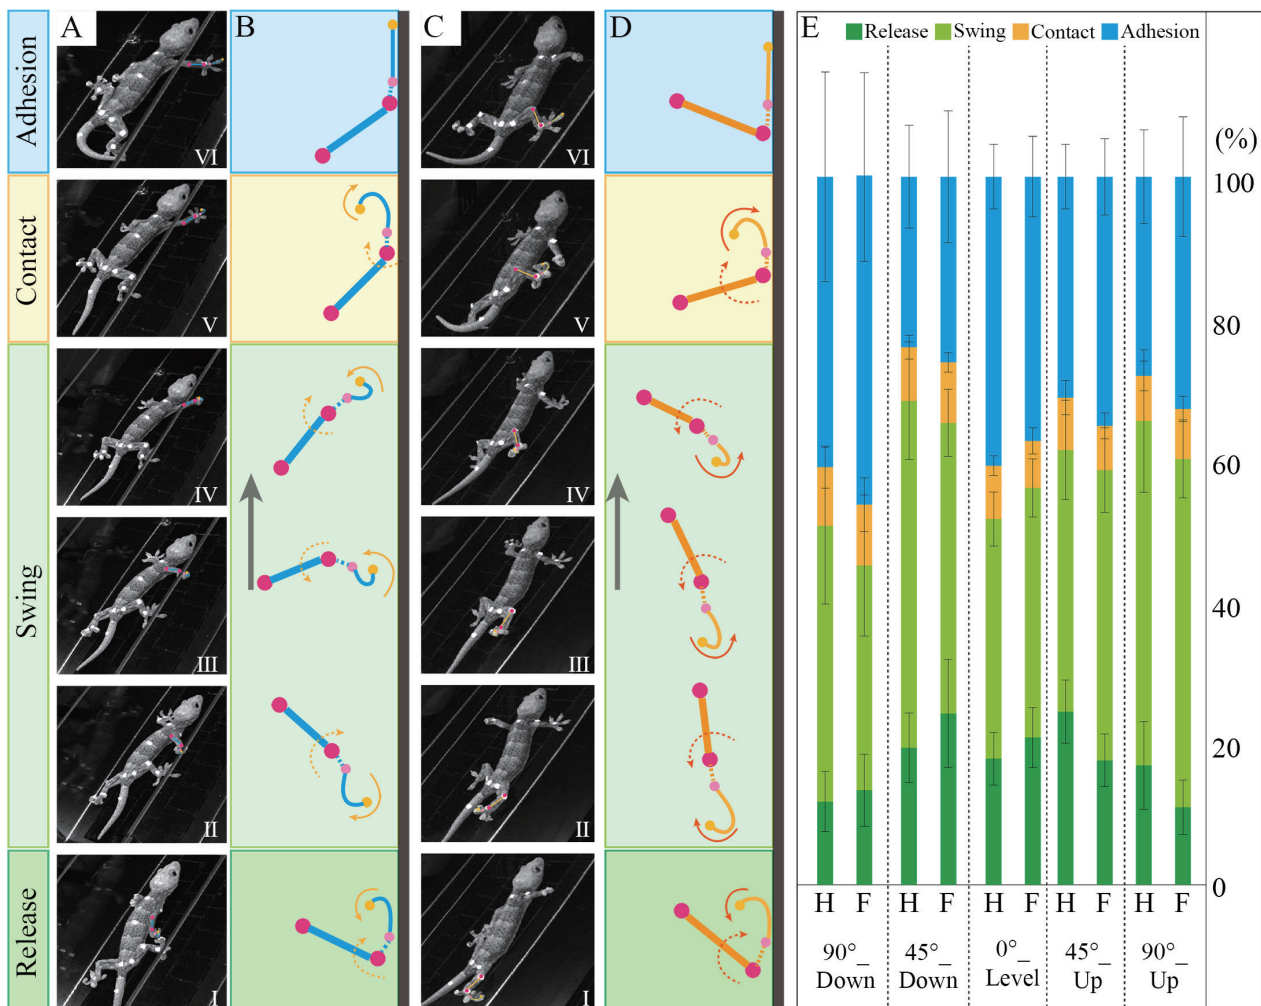 A
B
C
D
E
Release
Swing
Contact
Adhesion
Adhesion
VI
VI
(%)
100
Contact
V
V
80
Swing
IV
IV
60
III
III
40
II
II
20
Release
I
I
0
H F H F H F H F H F
90°_
Down
45°_
Down
0°_
Level
45°_
Up
90°_
Up